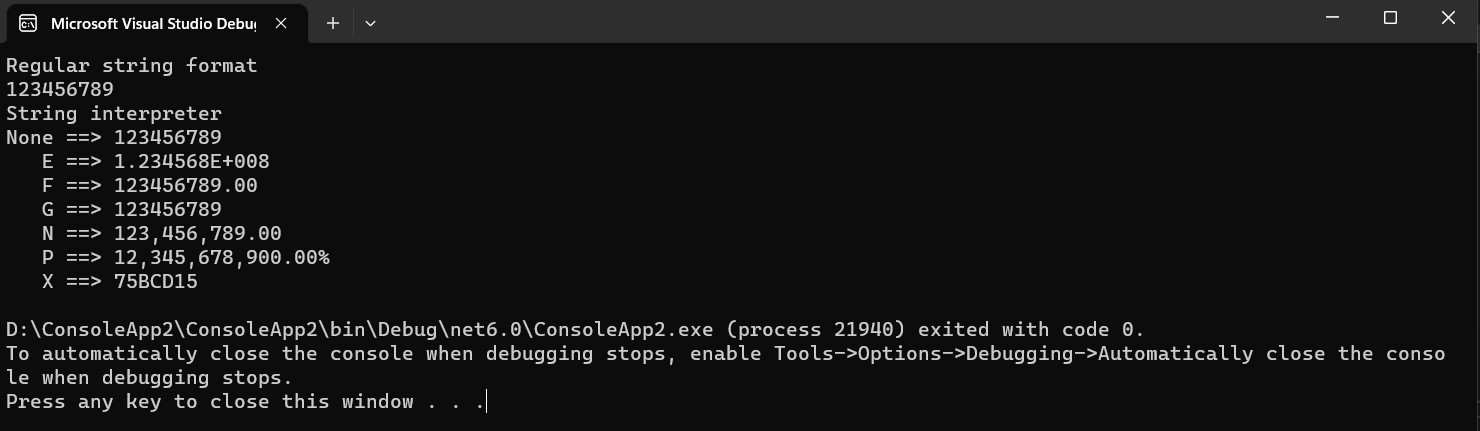 Microsoft Visual Studio Debu
Regular string format
123456789
String interpreter
None ==> 123456789
E ==> 1.234568E+008
F ==> 123456789.00
G ==> 123456789
N ==> 123,456,789.00
P ==> 12,345,678,900.00%
X ==> 75BCD15
D:\ConsoleApp2\ConsoleApp2\bin\Debug\net6.0\ConsoleApp2.exe (process 21940) exited with code 0.
To automatically close the console when debugging stops, enable Tools->Options->Debugging->Automatically close the conso
le when debugging stops.
Press any key to close this window . . .